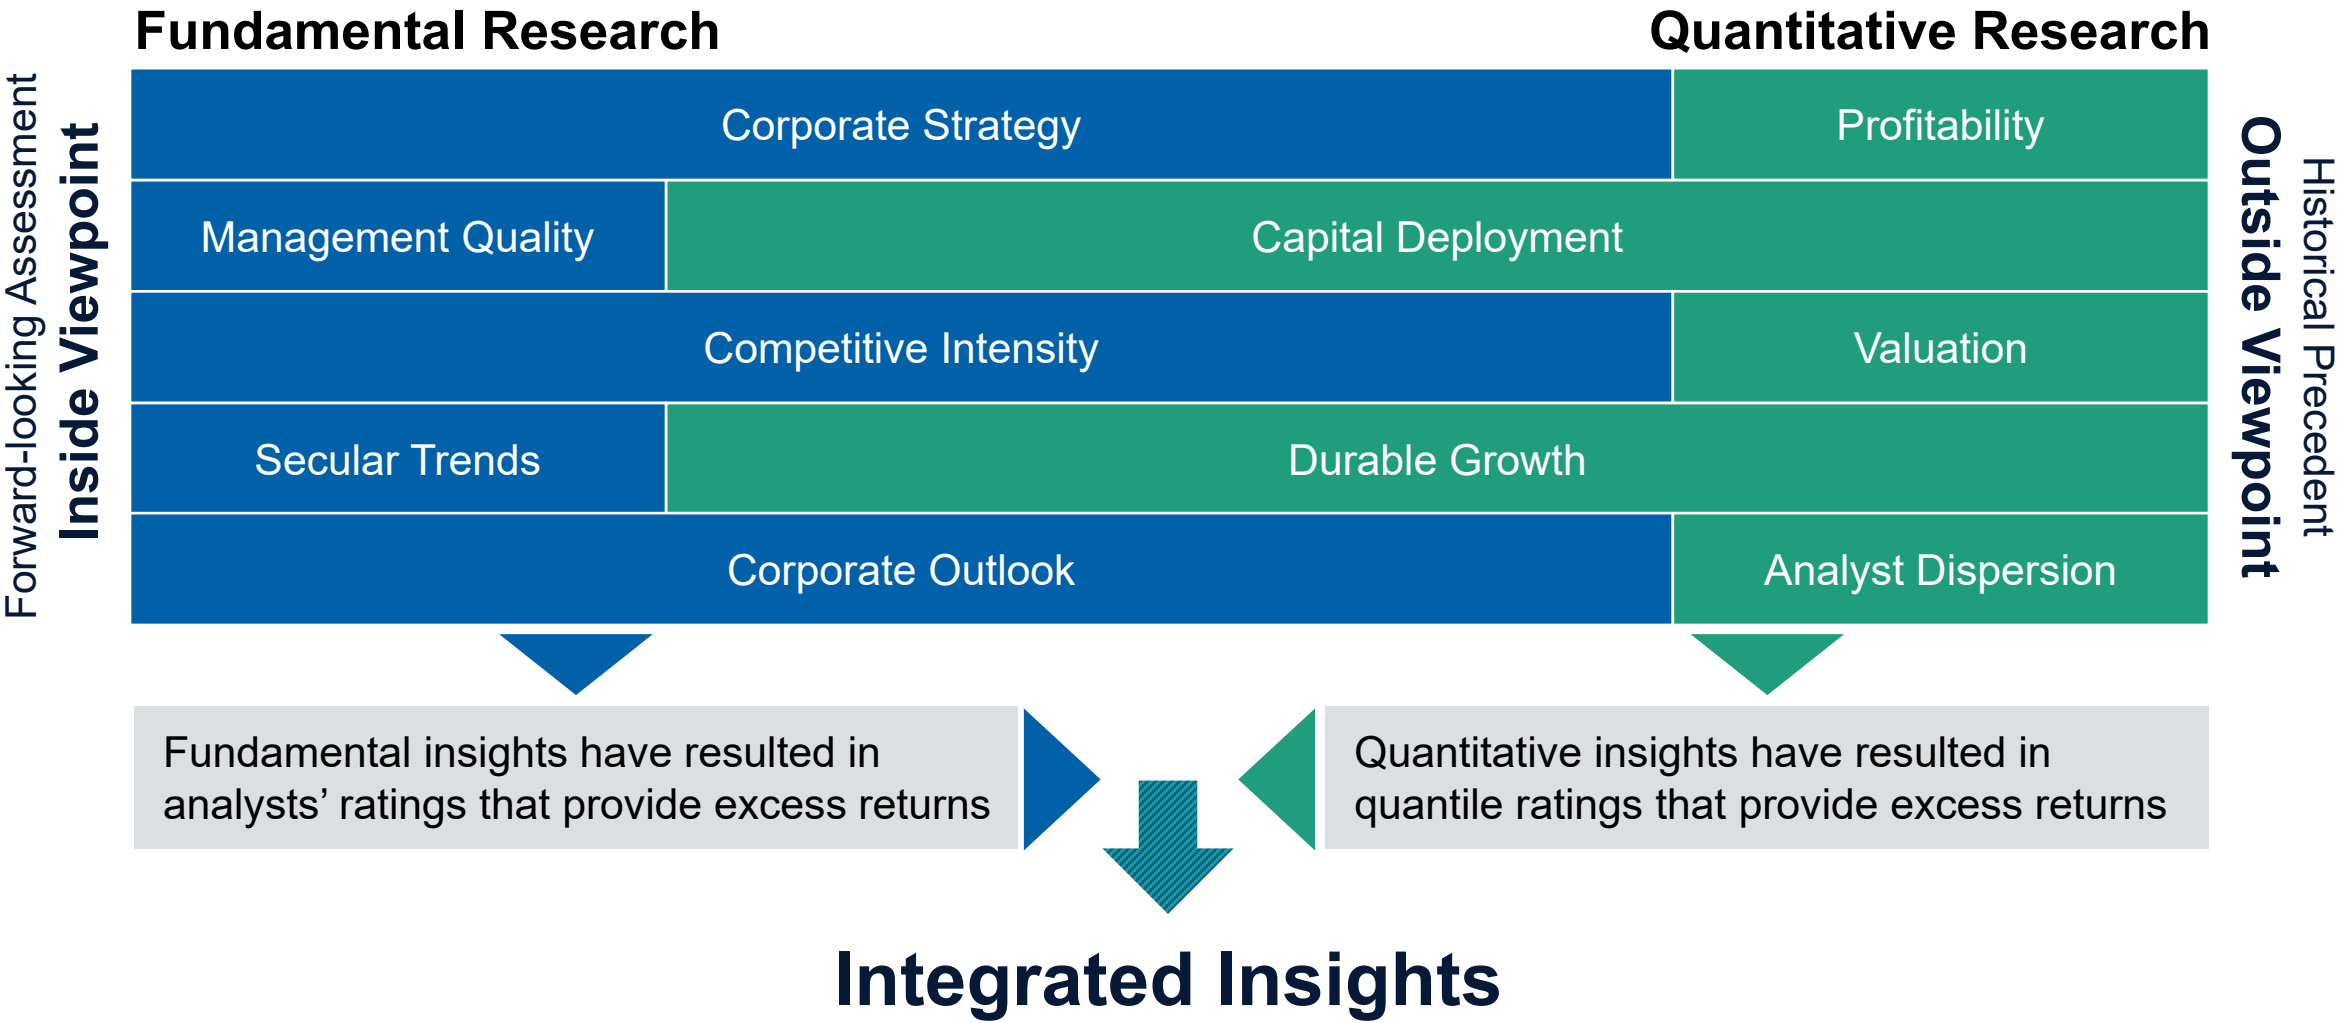 Fundamental Research
Quantitative Research
Forward-looking Assessment
Inside Viewpoint
Corporate Strategy
Profitability
Management Quality
Capital Deployment
Competitive Intensity
Valuation
Secular Trends
Durable Growth
Corporate Outlook
Analyst Dispersion
Outside Viewpoint
Historical Precedent
Fundamental insights have resulted in
analysts’ ratings that provide excess returns
Quantitative insights have resulted in
quantile ratings that provide excess returns
Integrated Insights